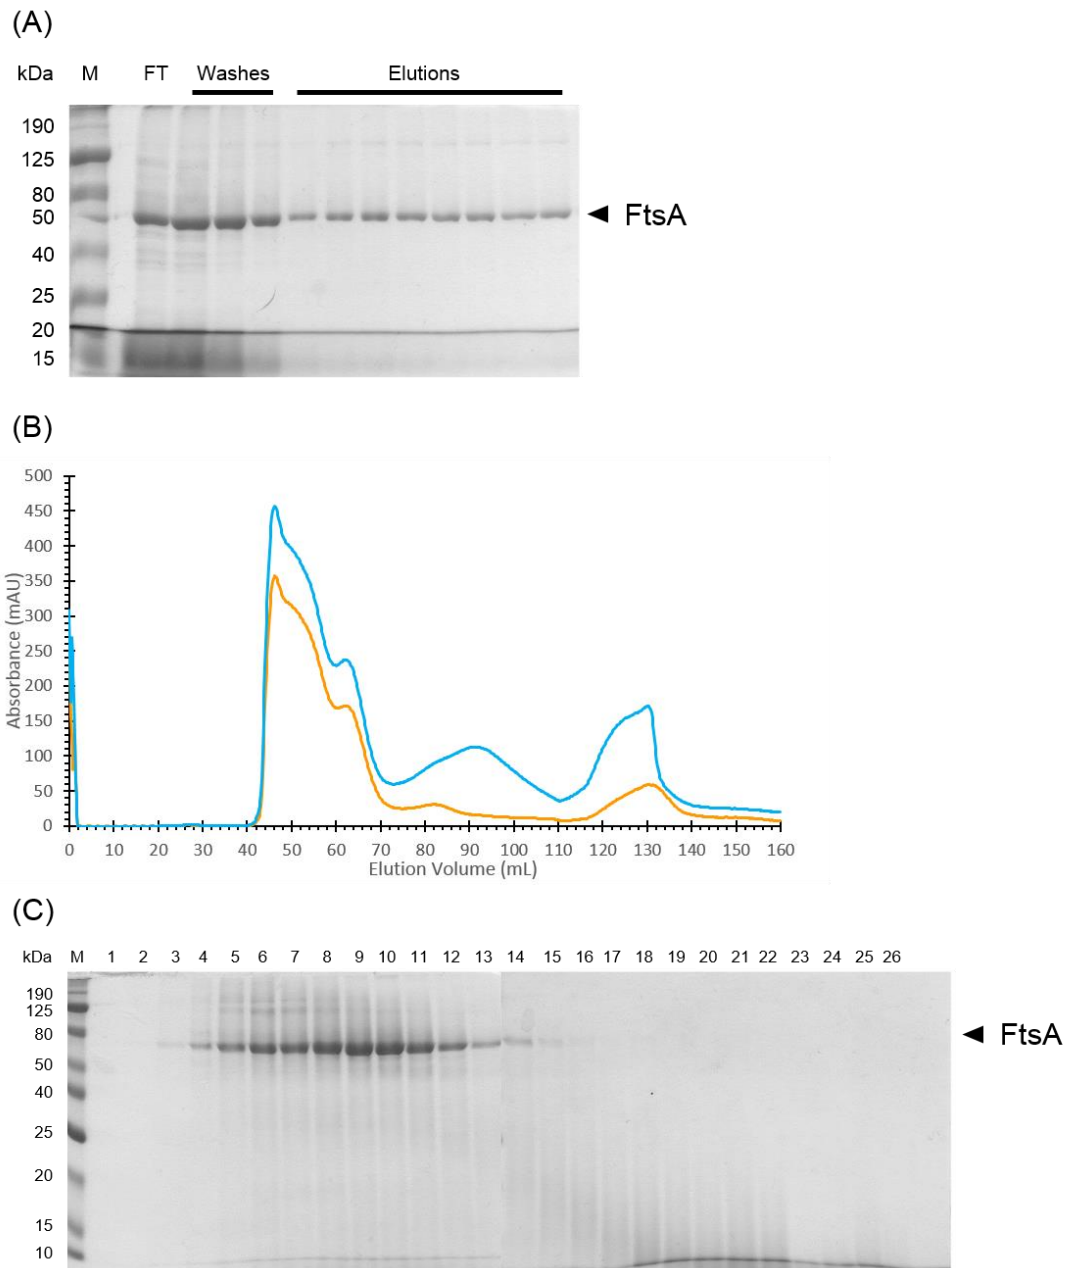 (A)
kDa M FT Washes Elutions
190
125
80
50
40
25
20
15
FtsA
(B)
500
450
400
350
300
250
200
150
100
50
0
Absorbance (mAU)
0 10 20 30 40 50 60 70 80 90 100 110 120 130 140 150 160
Elution Volume (mL)
(C)
kDa M 1 2 3 4 5 6 7 8 9 10 11 12 13 14 15 16 17 18 19 20 21 22 23 24 25 26
190
125
80
50
40
25
20
15
10
FtsA